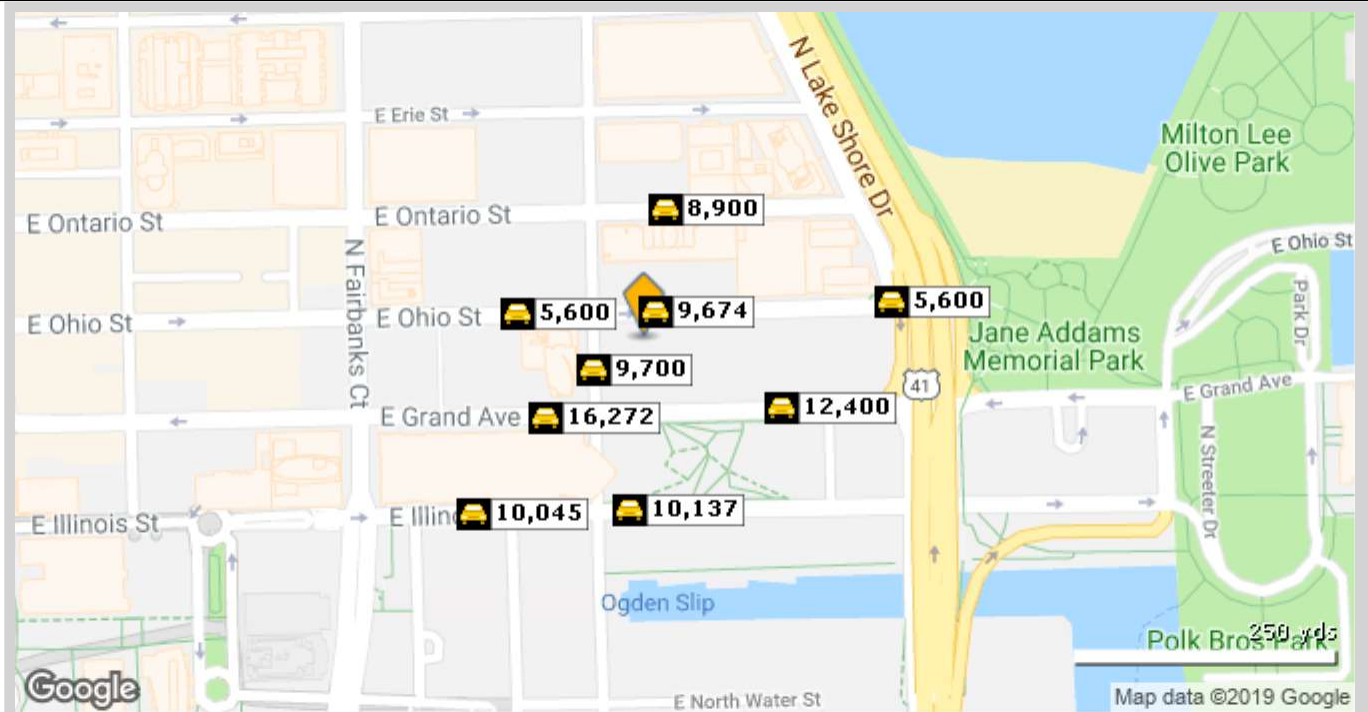 N Lake Shore Dr
E Erie St
Milton Lee
Olive Park
E Ontario St
E Ontario St
8,900
E Ohio St
N Fairbanks Ct
E Ohio St
E Ohio St
5,600
9,674
5,600
Park Dr
Jane Addams
Memorial Park
9,700
41
E Grand Ave
E Grand Ave
16,272
12,400
N Streeter Dr
E Illinois St
E Illin
10,045
10,137
Ogden Slip
250 yds
Polk Bros Park
Google
E North Water St
Map data ©2019 Google